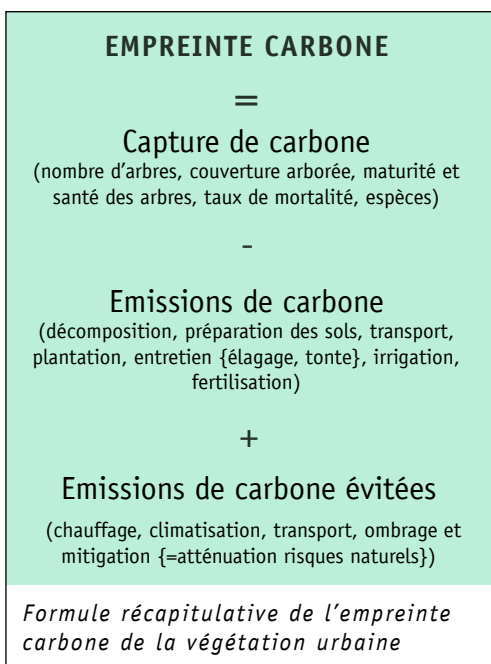 EMPREINTE CARBONE
=
Capture de carbone
(nombre d'arbres, couverture arborée, maturité et
santé des arbres, taux de mortalité, espèces)
-
Emissions de carbone
(décomposition, préparation des sols, transport,
plantation, entretien {élagage, tonte}, irrigation,
fertilisation)
+
Emissions de carbone évitées
(chauffage, climatisation, transport, ombrage et
mitigation {=atténuation risques naturels})
Formule récapitulative de l'empreinte
carbone de la végétation urbaine